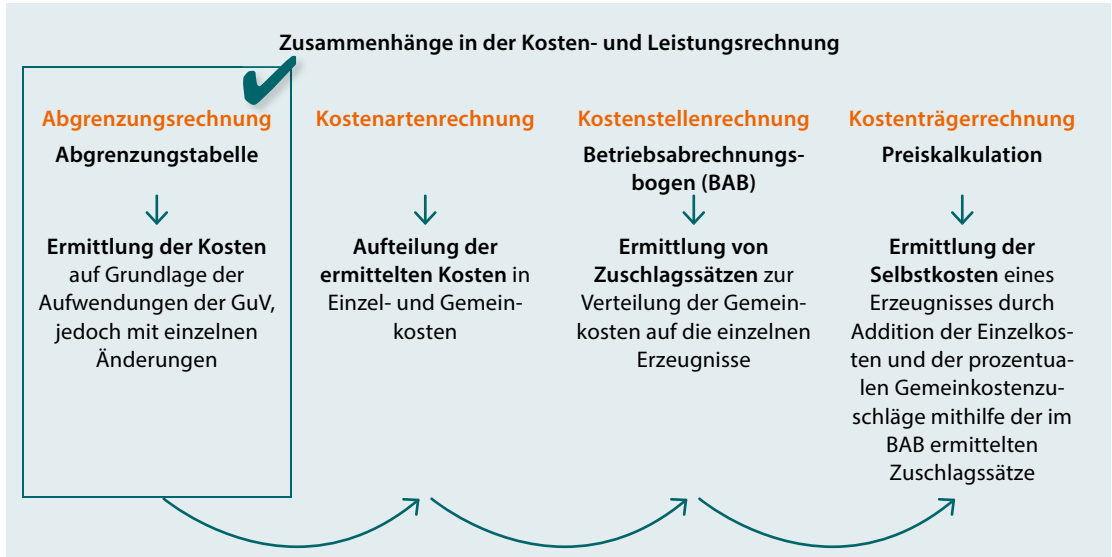 Zusammenhänge in der Kosten- und Leistungsrechnung
Abgrenzungsrechnung
Abgrenzungstabelle
Ermittlung der Kosten
auf Grundlage der
Aufwendungen der GuV,
jedoch mit einzelnen
Änderungen
Kostenartenrechnung
Aufteilung der
ermittelten Kosten in
Einzel- und Gemein-
kosten
Kostenstellenrechnung
Betriebsabrechnungs-
bogen (BAB)
Ermittlung von
Zuschlagssätzen zur
Verteilung der Gemein-
kosten auf die einzelnen
Erzeugnisse
Kostenträgerrechnung
Preiskalkulation
Ermittlung der
Selbstkosten eines
Erzeugnisses durch
Addition der Einzelkos-
ten und der prozentua-
len Gemeinkostenzu-
schläge mithilfe der im
BAB ermittelten
Zuschlagssätze